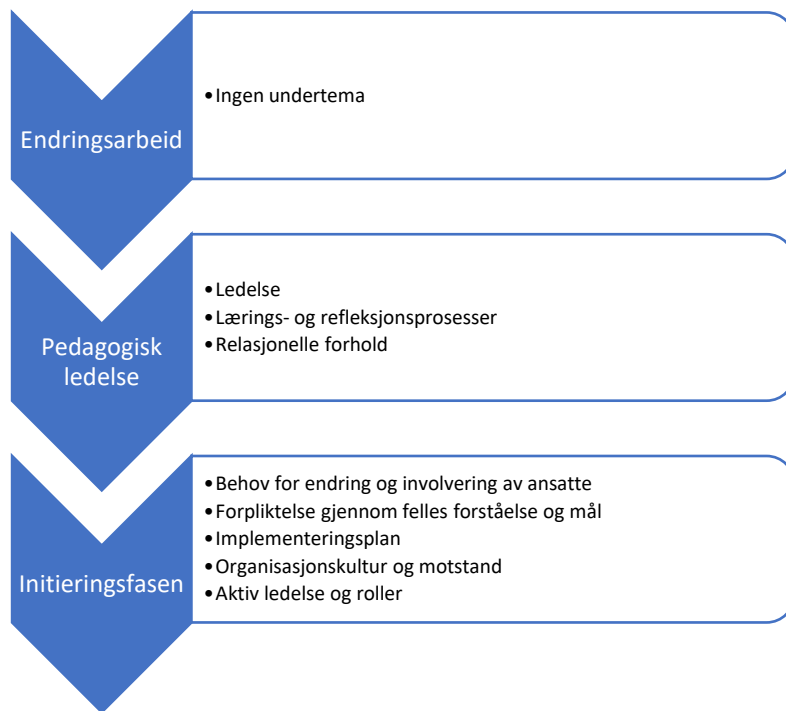 Endringsarbeid
•Ingen undertema
Pedagogisk
ledelse
•Ledelse
•Lærings- og refleksjonsprosesser
•Relasjonelle forhold
Initieringsfasen
•Behov for endring og involvering av ansatte
•Forpliktelse gjennom felles forståelse og mål
•Implementeringsplan
•Organisasjonskultur og motstand
•Aktiv ledelse og roller